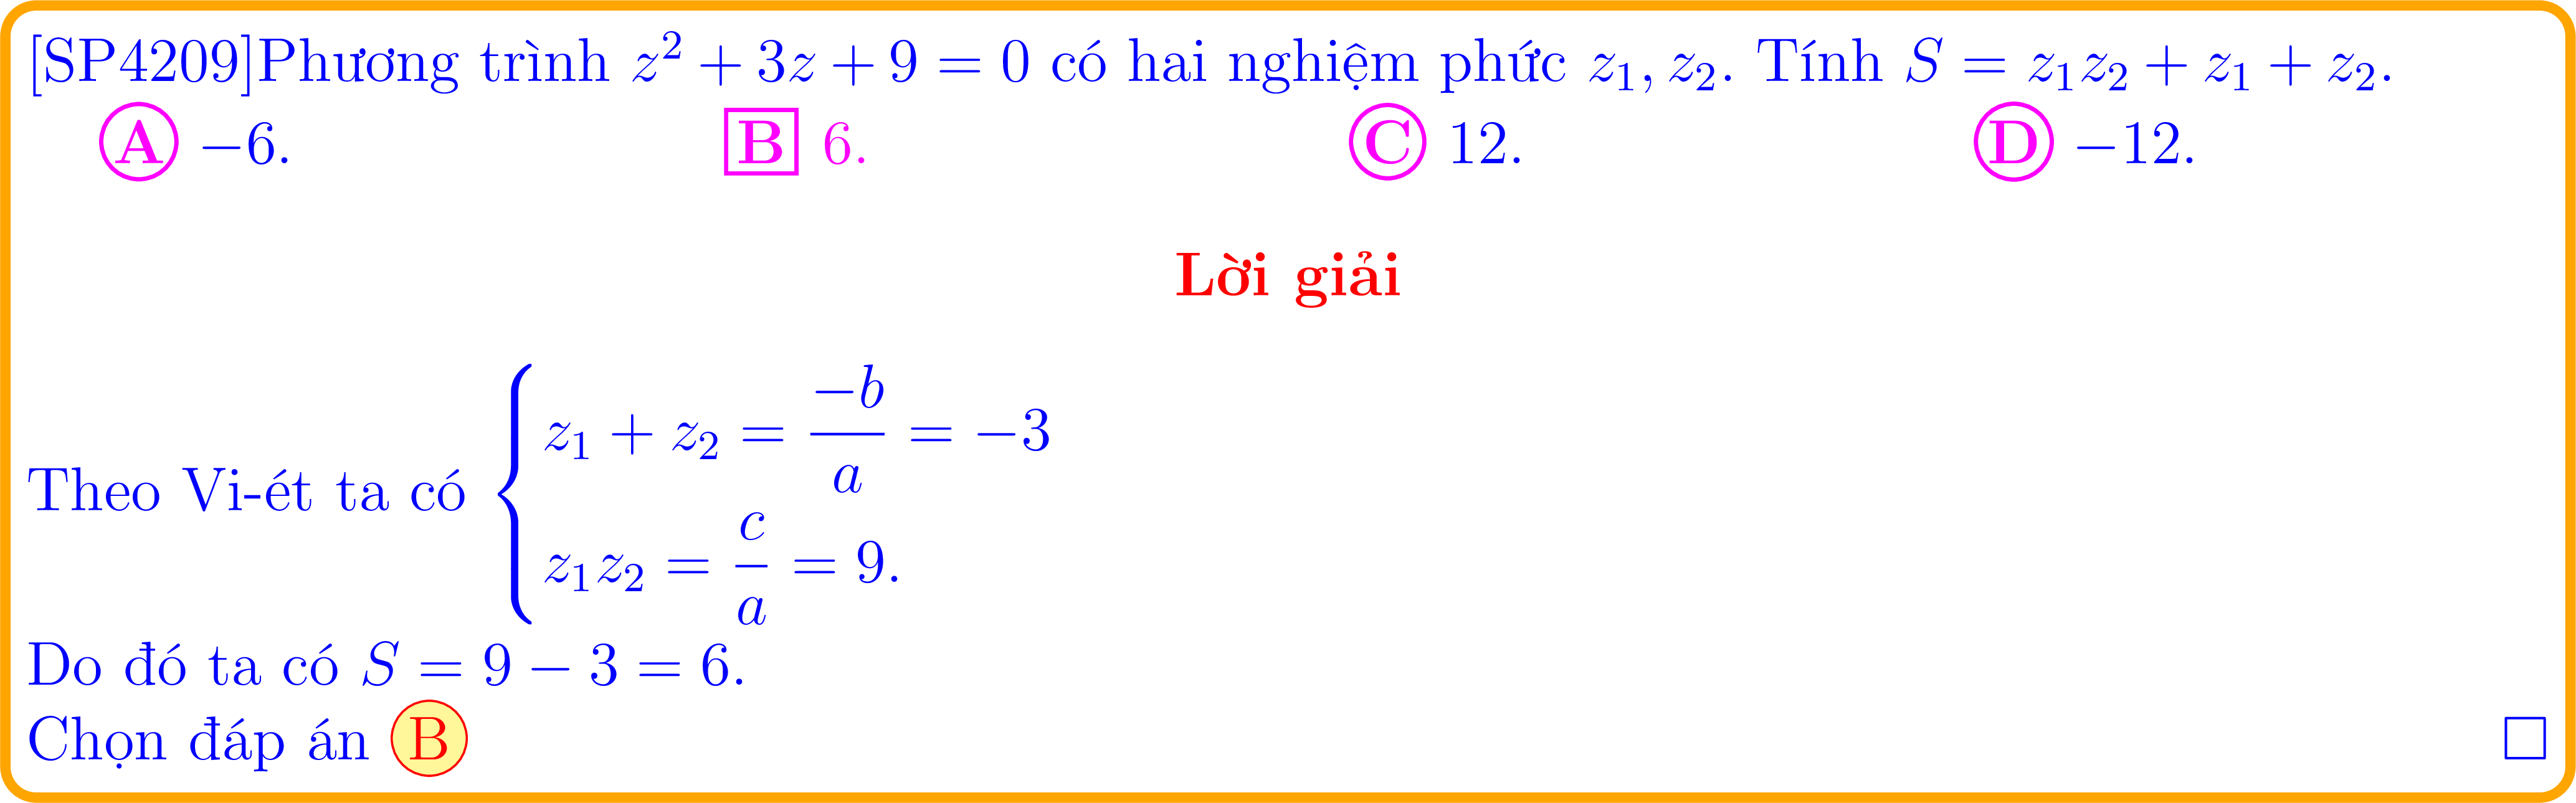 [SP4209]Phương trình $z^2 + 3z + 9 = 0$ có hai nghiệm phức $z_1, z_2$. Tính $S = z_1z_2 + z_1 + z_2$.
A −6. B 6. C 12. D −12.
Lời giải
Theo Vi-ét ta có $\begin{cases} z_1 + z_2 = \dfrac{-b}{a} = -3 \\ z_1z_2 = \dfrac{c}{a} = 9. \end{cases}$
Do đó ta có $S = 9 - 3 = 6$.
Chọn đáp án B □